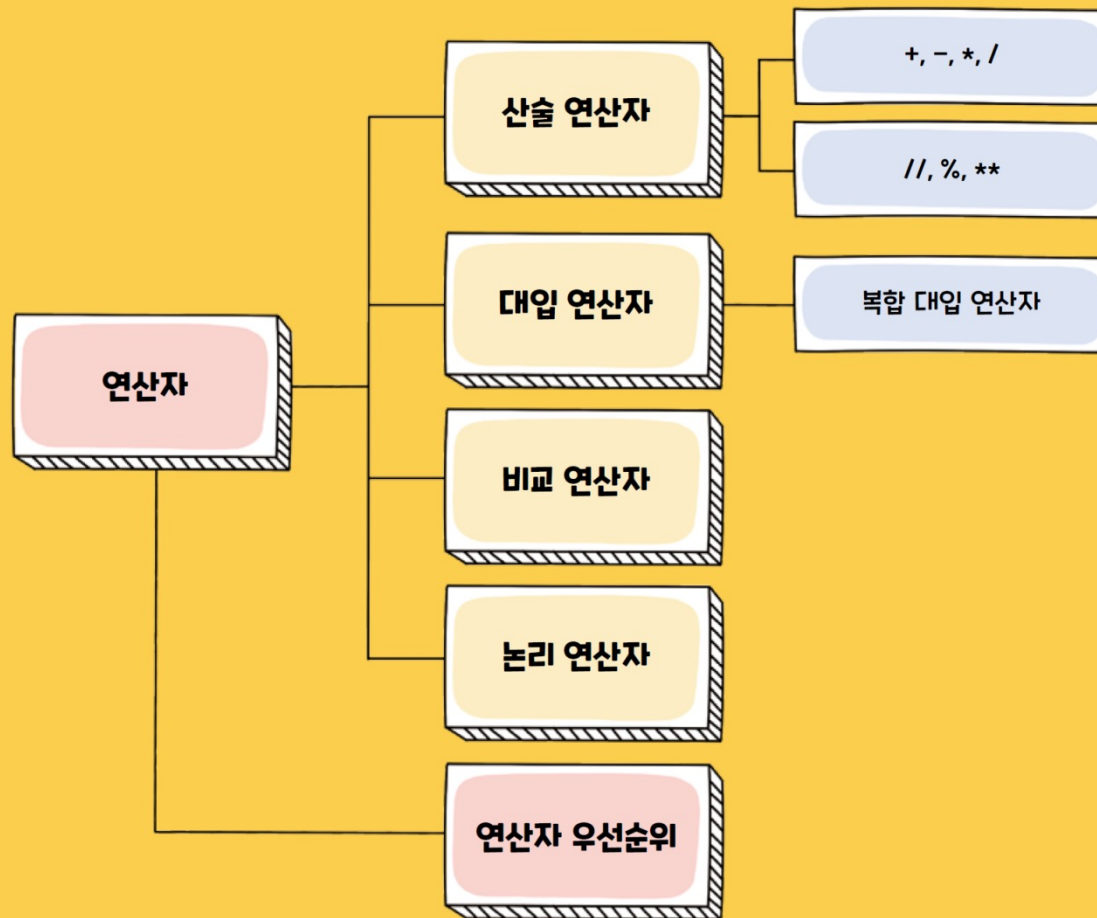 연산자
산술 연산자
+, -, *, /
//, %, **
대입 연산자
복합 대입 연산자
비교 연산자
논리 연산자
연산자 우선순위